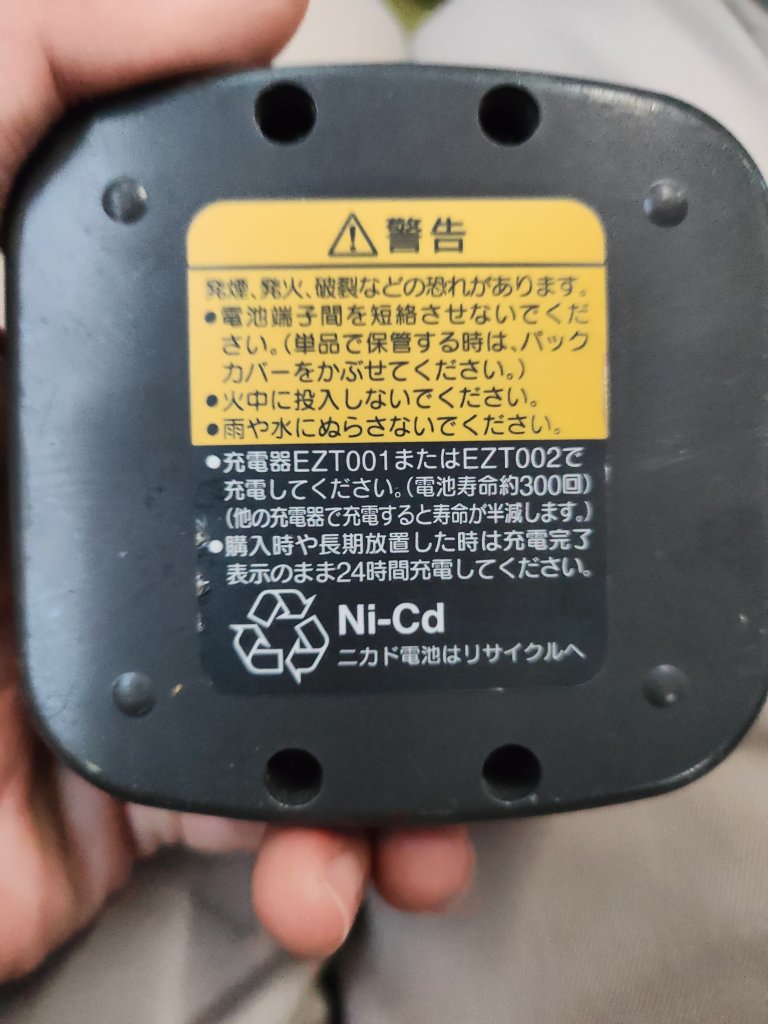 ⚠警告
発煙、発火、破裂などの恐れがあります。
●電池端子間を短絡させないでくだ
さい。(単品で保管する時は、パック
カバーをかぶせてください。)
●火中に投入しないでください。
●雨や水にぬらさないでください。
●充電器EZT001またはEZT002で
充電してください。(電池寿命約300回)
(他の充電器で充電すると寿命が半減します。)
●購入時や長期放置した時は充電完了
表示のまま24時間充電してください。
Ni-Cd
ニカド電池はリサイクルへ